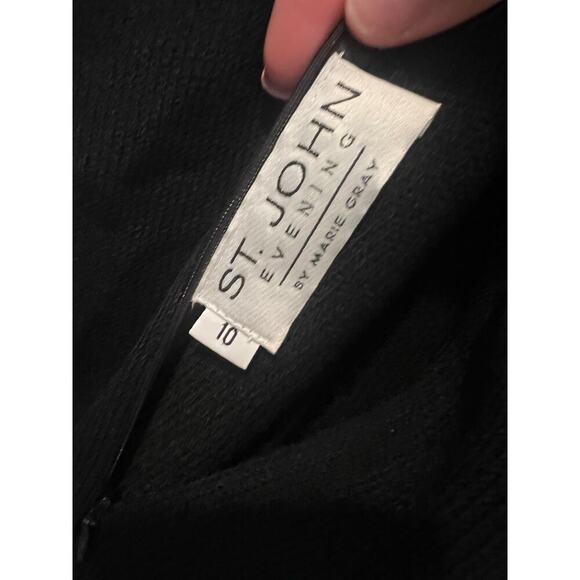 ST. JOHN
EVENING
BY MARIE GRAY
10